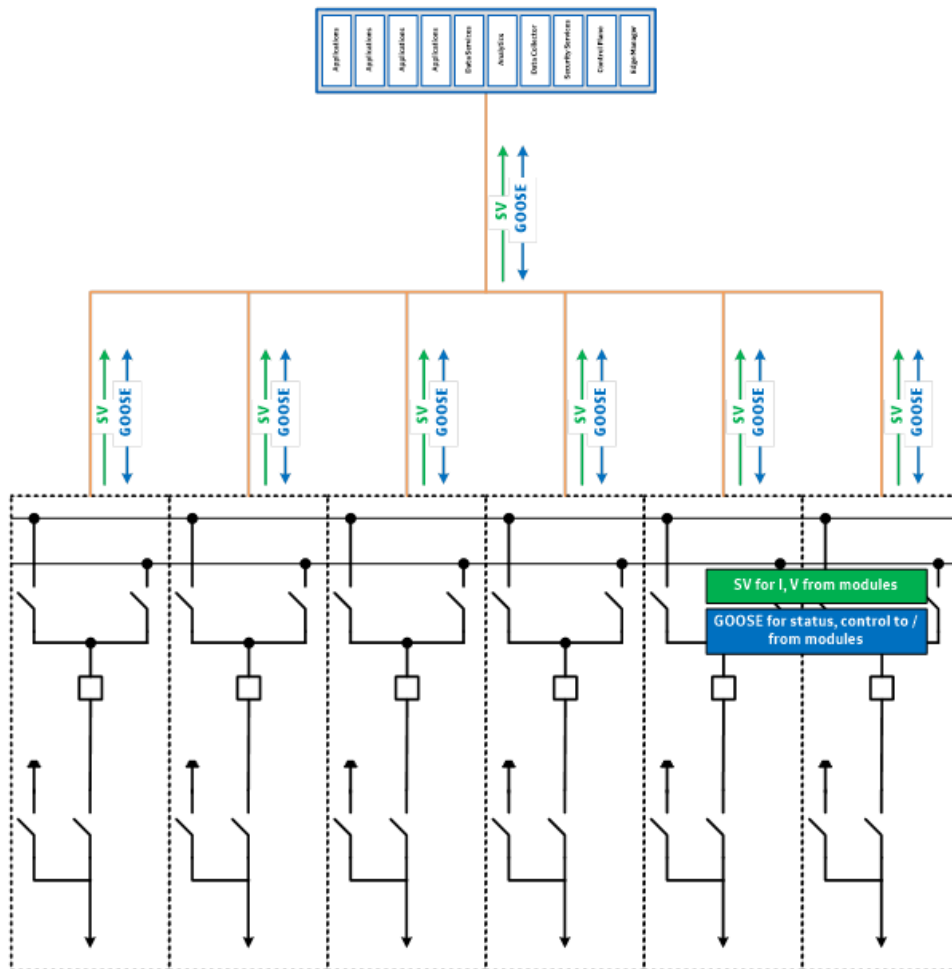 Applications
Applications
Applications
Applications
Data Services
Analytics
Data Collector
Security Services
Control Plane
Edge Manager
SV
GOOSE
SV
GOOSE
SV
GOOSE
SV
GOOSE
SV
GOOSE
SV
GOOSE
SV
GOOSE
SV for I, V from modules
GOOSE for status, control to /
from modules